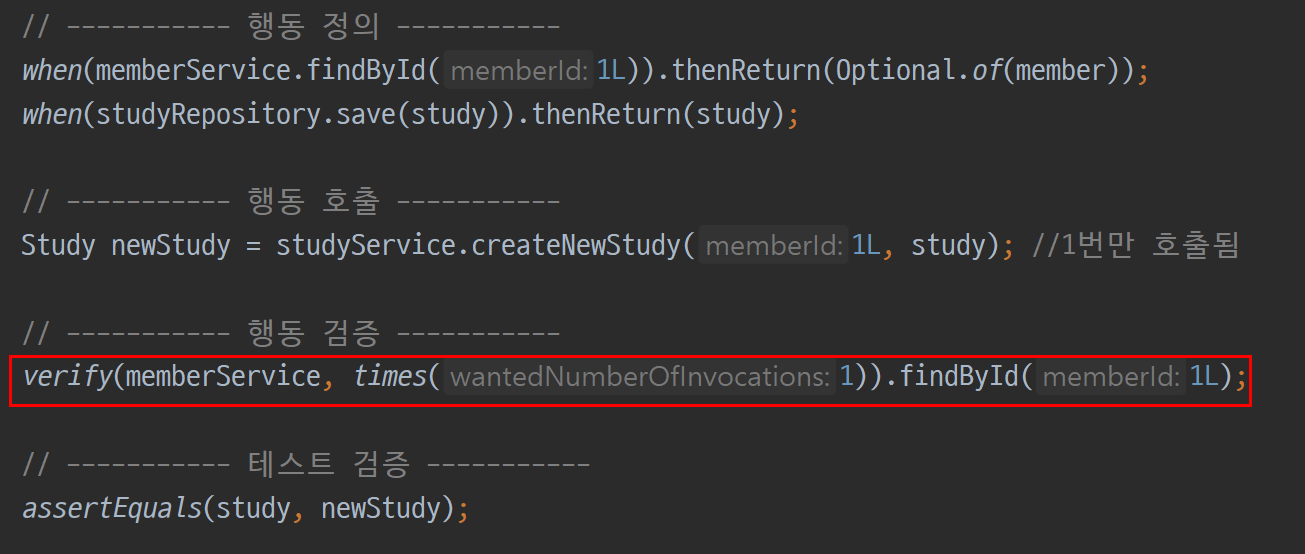 // ----------- 행동 정의 -----------
when(memberService.findById( memberId: 1L)).thenReturn(Optional.of(member));
when(studyRepository.save(study)).thenReturn(study);
// ----------- 행동 호출 -----------
Study newStudy = studyService.createNewStudy( memberId: 1L, study); //1번만 호출됨
// ----------- 행동 검증 -----------
verify(memberService, times( wantedNumberOfInvocations: 1)).findById( memberId: 1L);
// ----------- 테스트 검증 -----------
assertEquals(study, newStudy);